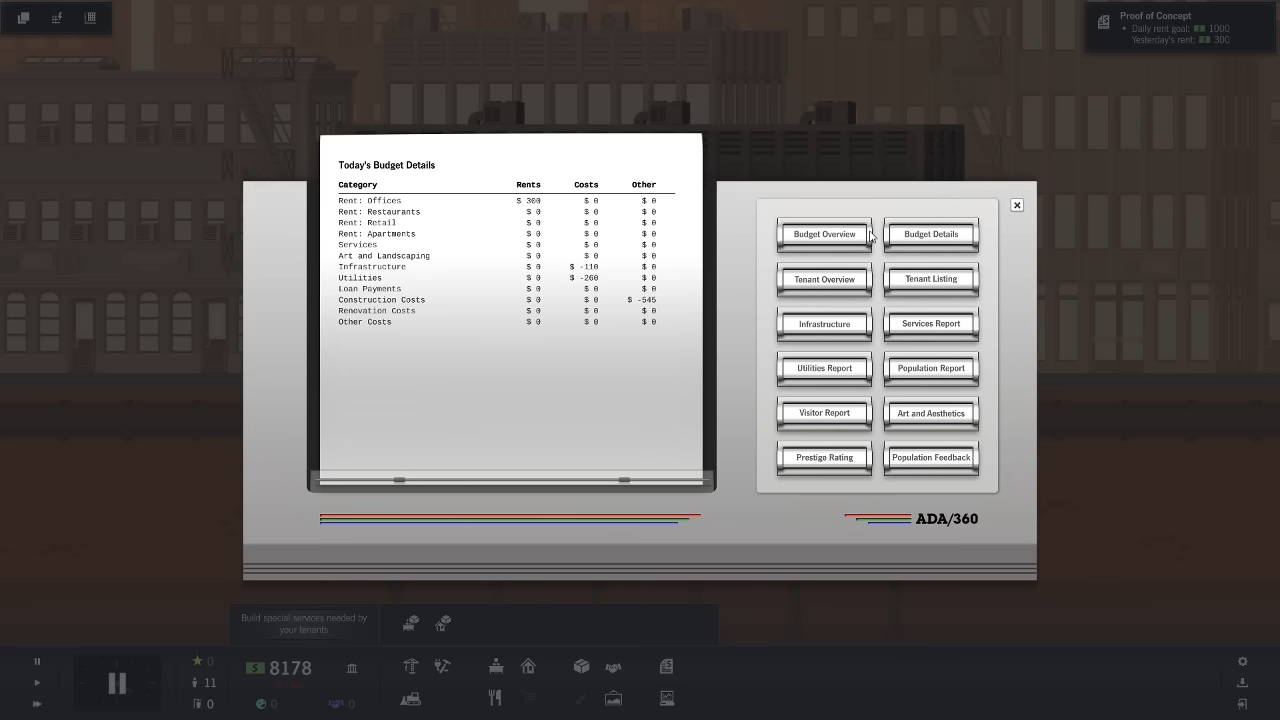 Proof of Concept
• Daily rent goal: 1000
Yesterday's rent: 300
Today's Budget Details
Category Rents Costs Other
Rent: Offices $ 300 $ 0 $ 0
Rent: Restaurants $ 0 $ 0 $ 0
Rent: Retail $ 0 $ 0 $ 0
Rent: Apartments $ 0 $ 0 $ 0
Services $ 0 $ 0 $ 0
Art and Landscaping $ 0 $ 0 $ 0
Infrastructure $ 0 $ -110 $ 0
Utilities $ 0 $ -260 $ 0
Loan Payments $ 0 $ 0 $ 0
Construction Costs $ 0 $ 0 $ -545
Renovation Costs $ 0 $ 0 $ 0
Other Costs $ 0 $ 0 $ 0
Budget Overview Budget Details
Tenant Overview Tenant Listing
Infrastructure Services Report
Utilities Report Population Report
Visitor Report Art and Aesthetics
Prestige Rating Population Feedback
ADA/360
Build special services needed by
your tenants
0
$ 8178
11
0 0 0